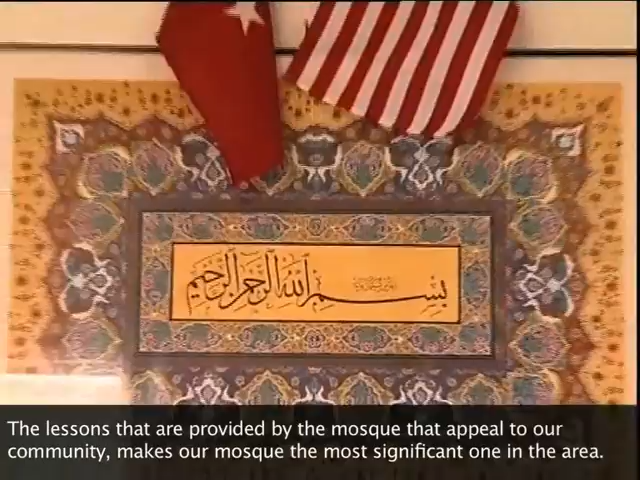 بسم الله الرحمن الرحيم
The lessons that are provided by the mosque that appeal to our
community, makes our mosque the most significant one in the area.